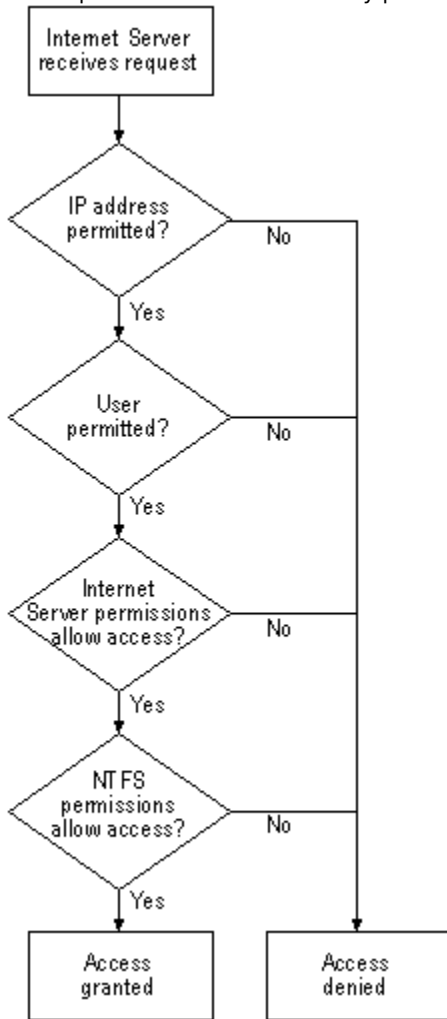 Internet Server
receives request
IP address
permitted?
No
Yes
User
permitted?
No
Yes
Internet
Server permissions
allow access?
No
Yes
NTFS
permissions
allow access?
No
Yes
Access
granted
Access
denied